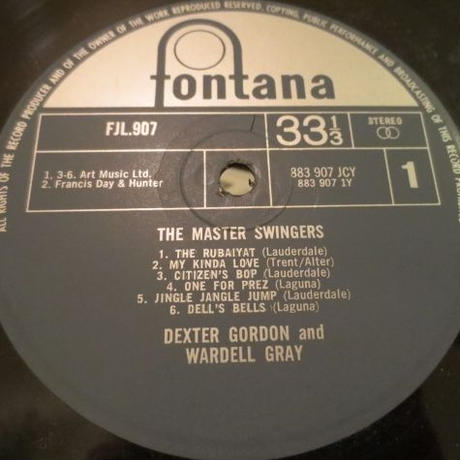 ALL RIGHTS OF THE RECORD PRODUCER AND OF THE OWNER OF THE WORK REPRODUCED RESERVED. COPYING, PUBLIC PERFORMANCE AND BROADCASTING OF THIS RECORD
fontana
FJL.907
33 1/3
STEREO
1, 3-6. Art Music Ltd.
2. Francis Day & Hunter
883 907 JCY
883 907 1Y
1
THE MASTER SWINGERS
1. THE RUBAIYAT (Lauderdale)
2. MY KINDA LOVE (Trent/Alter)
3. CITIZEN'S BOP (Lauderdale)
4. ONE FOR PREZ (Laguna)
5. JINGLE JANGLE JUMP (Lauderdale)
6. DELL'S BELLS (Laguna)
DEXTER GORDON and
WARDELL GRAY